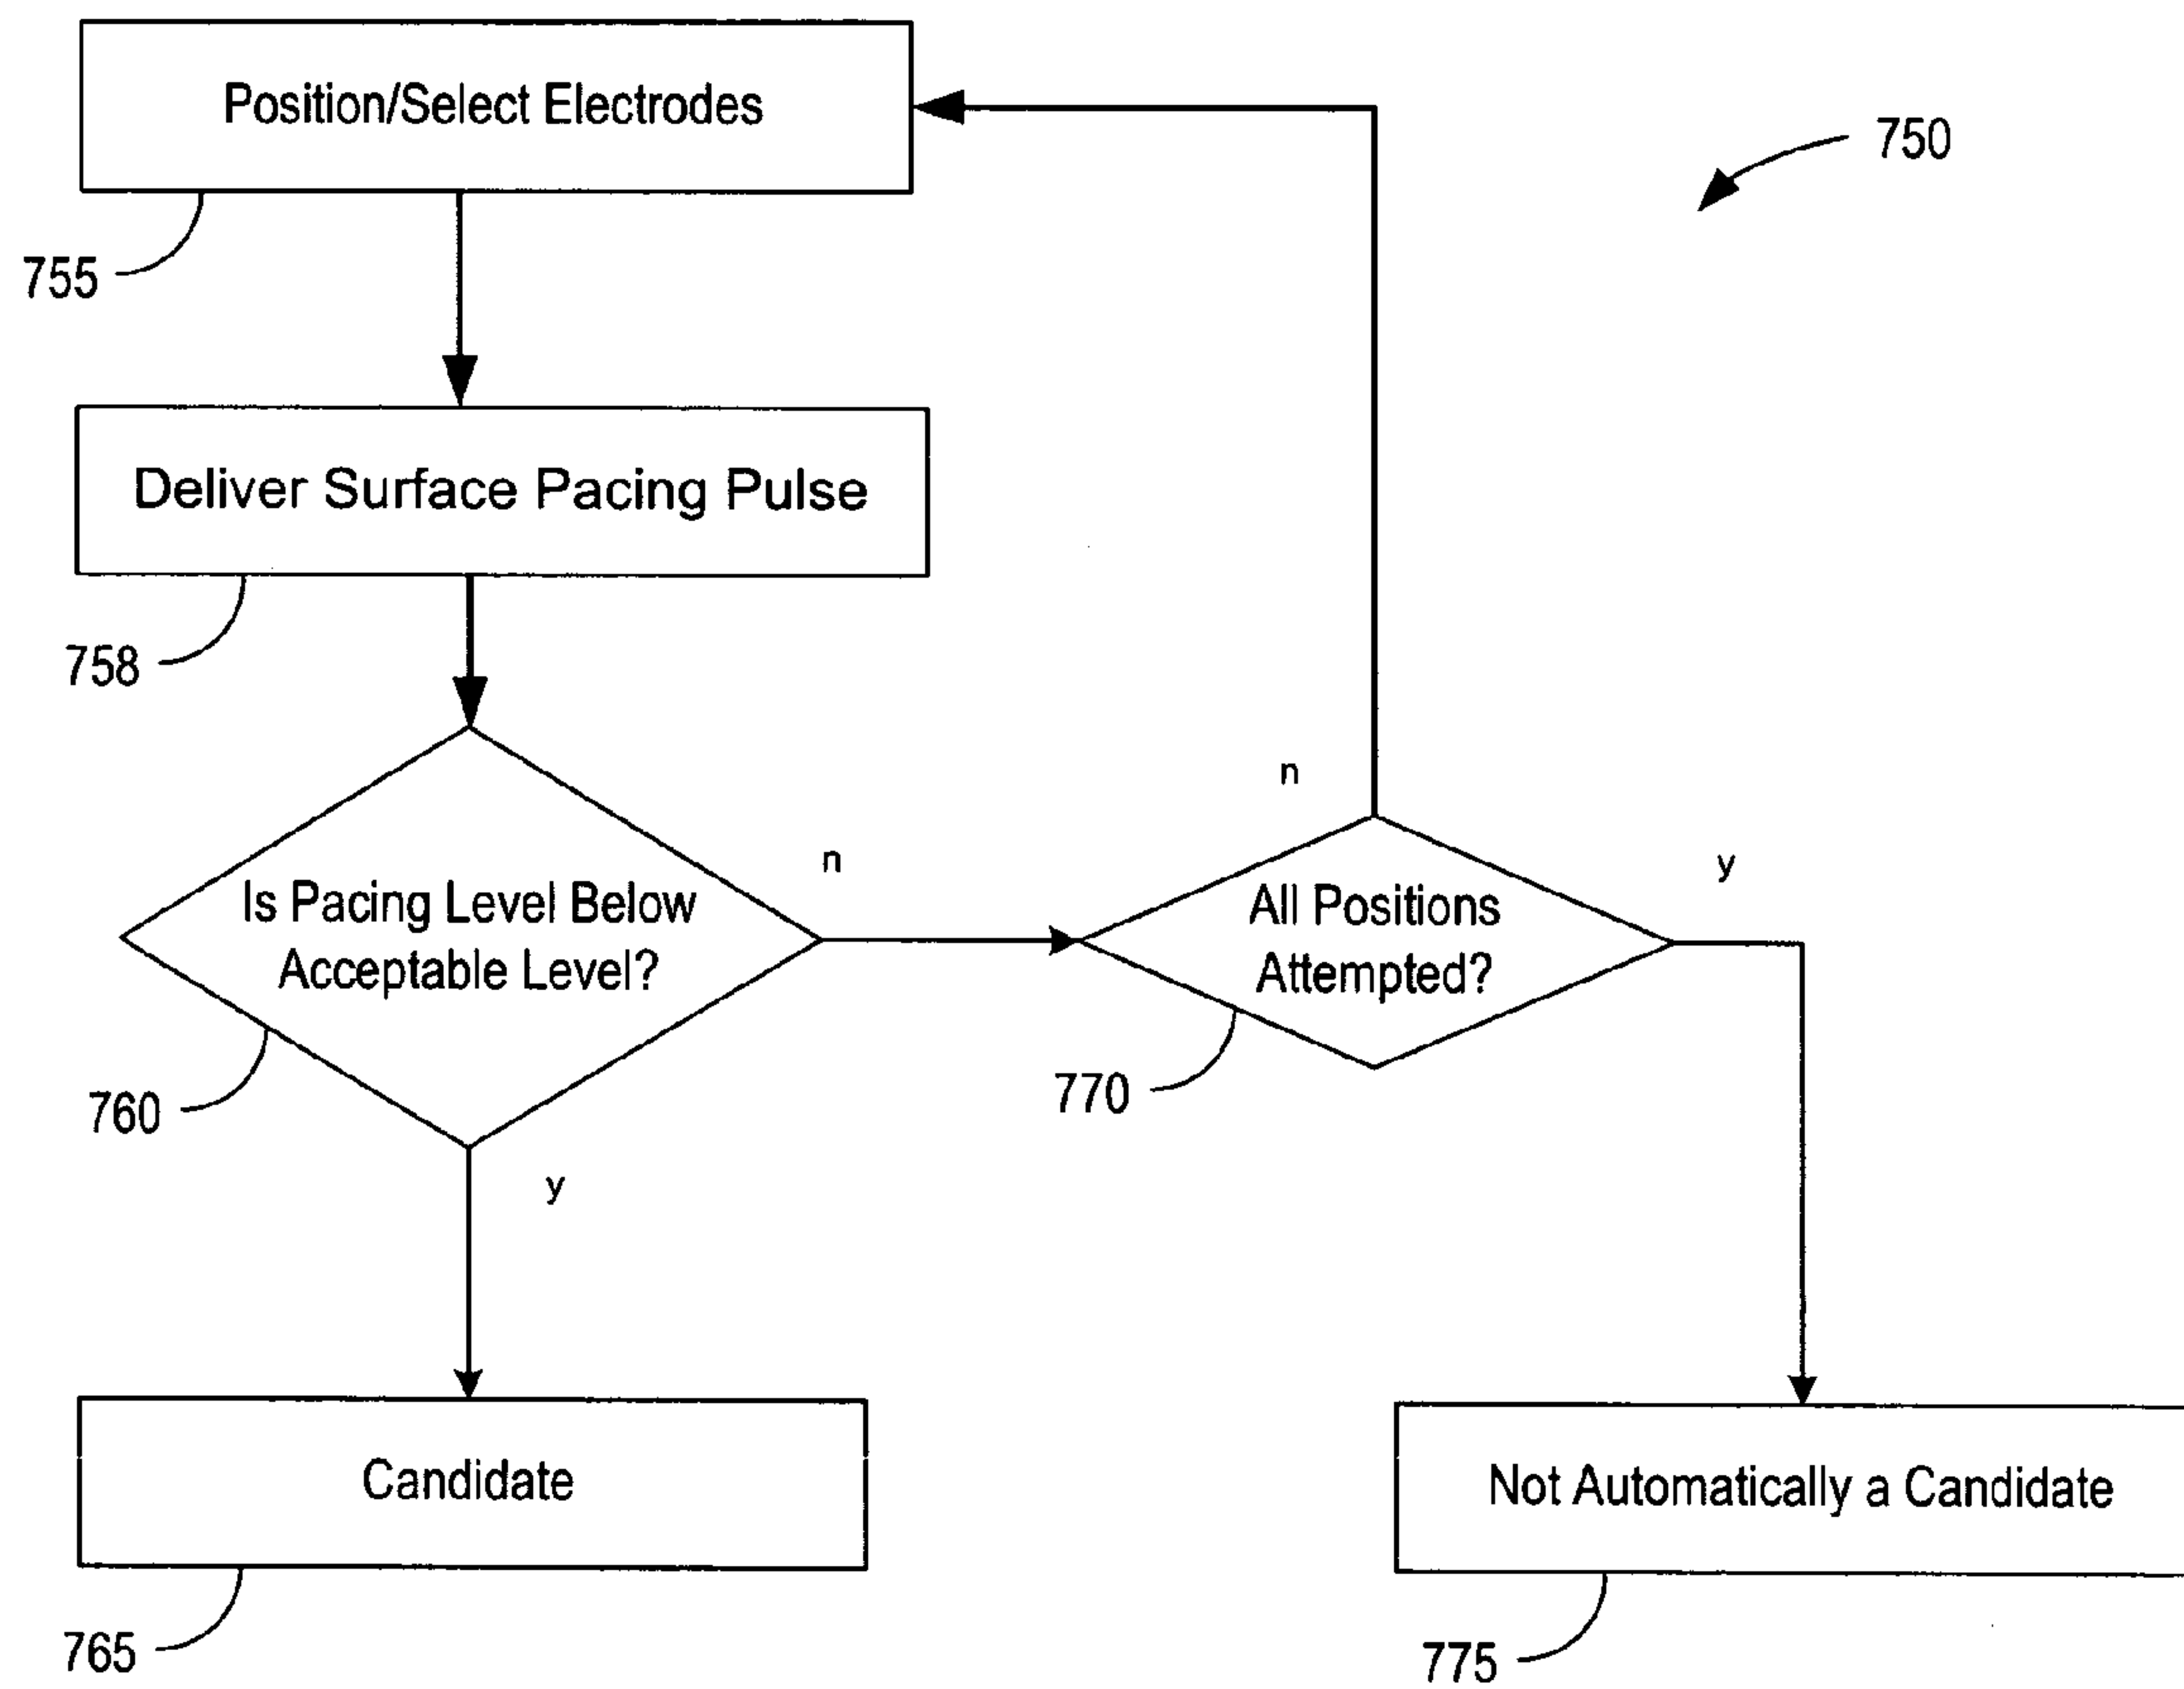 Position/Select Electrodes
750
755
Deliver Surface Pacing Pulse
758
n
n
y
Is Pacing Level Below
Acceptable Level?
All Positions
Attempted?
760
770
y
Candidate
Not Automatically a Candidate
765
775